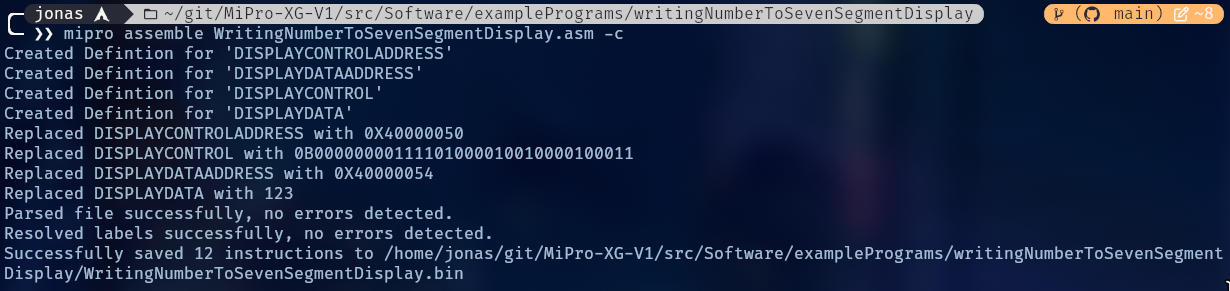 jonas ~/git/MiPro-XG-V1/src/Software/examplePrograms/writingNumberToSevenSegmentDisplay ( main) ~8
❯❯ mipro assemble WritingNumberToSevenSegmentDisplay.asm -c
Created Defintion for 'DISPLAYCONTROLADDRESS'
Created Defintion for 'DISPLAYDATAADDRESS'
Created Defintion for 'DISPLAYCONTROL'
Created Defintion for 'DISPLAYDATA'
Replaced DISPLAYCONTROLADDRESS with 0X40000050
Replaced DISPLAYCONTROL with 0B00000000111101000010010000100011
Replaced DISPLAYDATAADDRESS with 0X40000054
Replaced DISPLAYDATA with 123
Parsed file successfully, no errors detected.
Resolved labels successfully, no errors detected.
Successfully saved 12 instructions to /home/jonas/git/MiPro-XG-V1/src/Software/examplePrograms/writingNumberToSevenSegment
Display/WritingNumberToSevenSegmentDisplay.bin